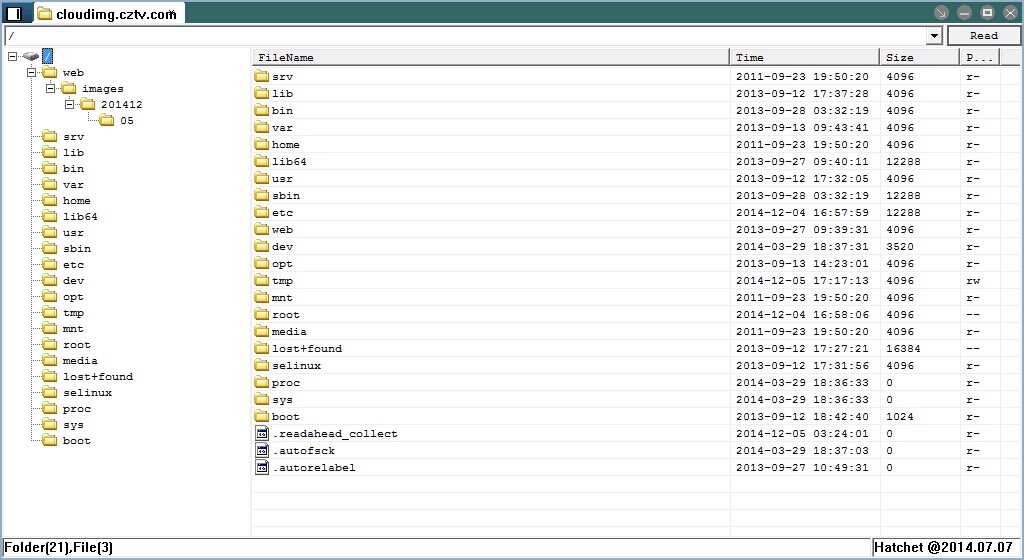 cloudimg.cztv.com
/
Read
/
web
images
201412
05
srv
lib
bin
var
home
lib64
usr
sbin
etc
dev
opt
tmp
mnt
root
media
lost+found
selinux
proc
sys
boot
FileName Time Size P...
srv 2011-09-23 19:50:20 4096 r-
lib 2013-09-12 17:37:28 4096 r-
bin 2013-09-28 03:32:19 4096 r-
var 2013-09-13 09:43:41 4096 r-
home 2011-09-23 19:50:20 4096 r-
lib64 2013-09-27 09:40:11 12288 r-
usr 2013-09-12 17:32:05 4096 r-
sbin 2013-09-28 03:32:19 12288 r-
etc 2014-12-04 16:57:59 12288 r-
web 2013-09-27 09:39:31 4096 r-
dev 2014-03-29 18:37:31 3520 r-
opt 2013-09-13 14:23:01 4096 r-
tmp 2014-12-05 17:17:13 4096 rw
mnt 2011-09-23 19:50:20 4096 r-
root 2014-12-04 16:58:06 4096 --
media 2011-09-23 19:50:20 4096 r-
lost+found 2013-09-12 17:27:21 16384 --
selinux 2013-09-12 17:31:56 4096 r-
proc 2014-03-29 18:36:33 0 r-
sys 2014-03-29 18:36:33 0 r-
boot 2013-09-12 18:42:40 1024 r-
.readahead_collect 2014-12-05 03:24:01 0 r-
.autofsck 2014-03-29 18:37:03 0 r-
.autorelabel 2013-09-27 10:49:31 0 r-
Folder(21),File(3)
Hatchet @2014.07.07